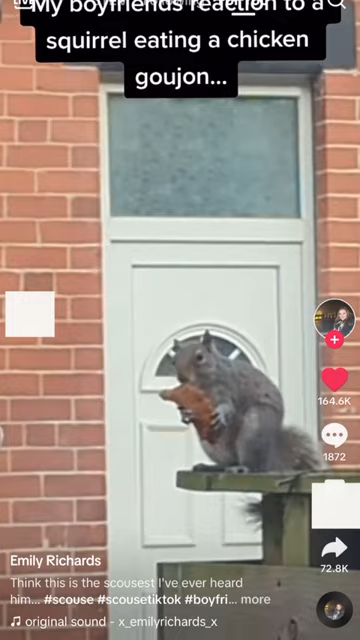 My boyfriends reaction to a
squirrel eating a chicken
goujon...
164.6K
1872
72.8K
Emily Richards
Think this is the scousest I've ever heard
him... #scouse #scousetiktok #boyfri... more
original sound - x_emilyrichards_x